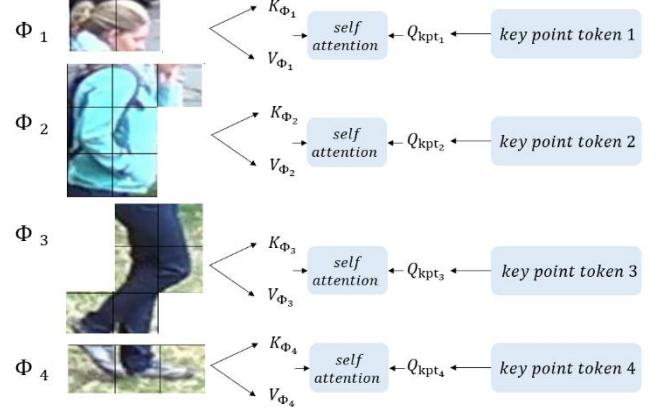 Φ 1
K_Φ₁
V_Φ₁
self
attention
Q_kpt₁
key point token 1
Φ 2
K_Φ₂
V_Φ₂
self
attention
Q_kpt₂
key point token 2
Φ 3
K_Φ₃
V_Φ₃
self
attention
Q_kpt₃
key point token 3
Φ 4
K_Φ₄
V_Φ₄
self
attention
Q_kpt₄
key point token 4